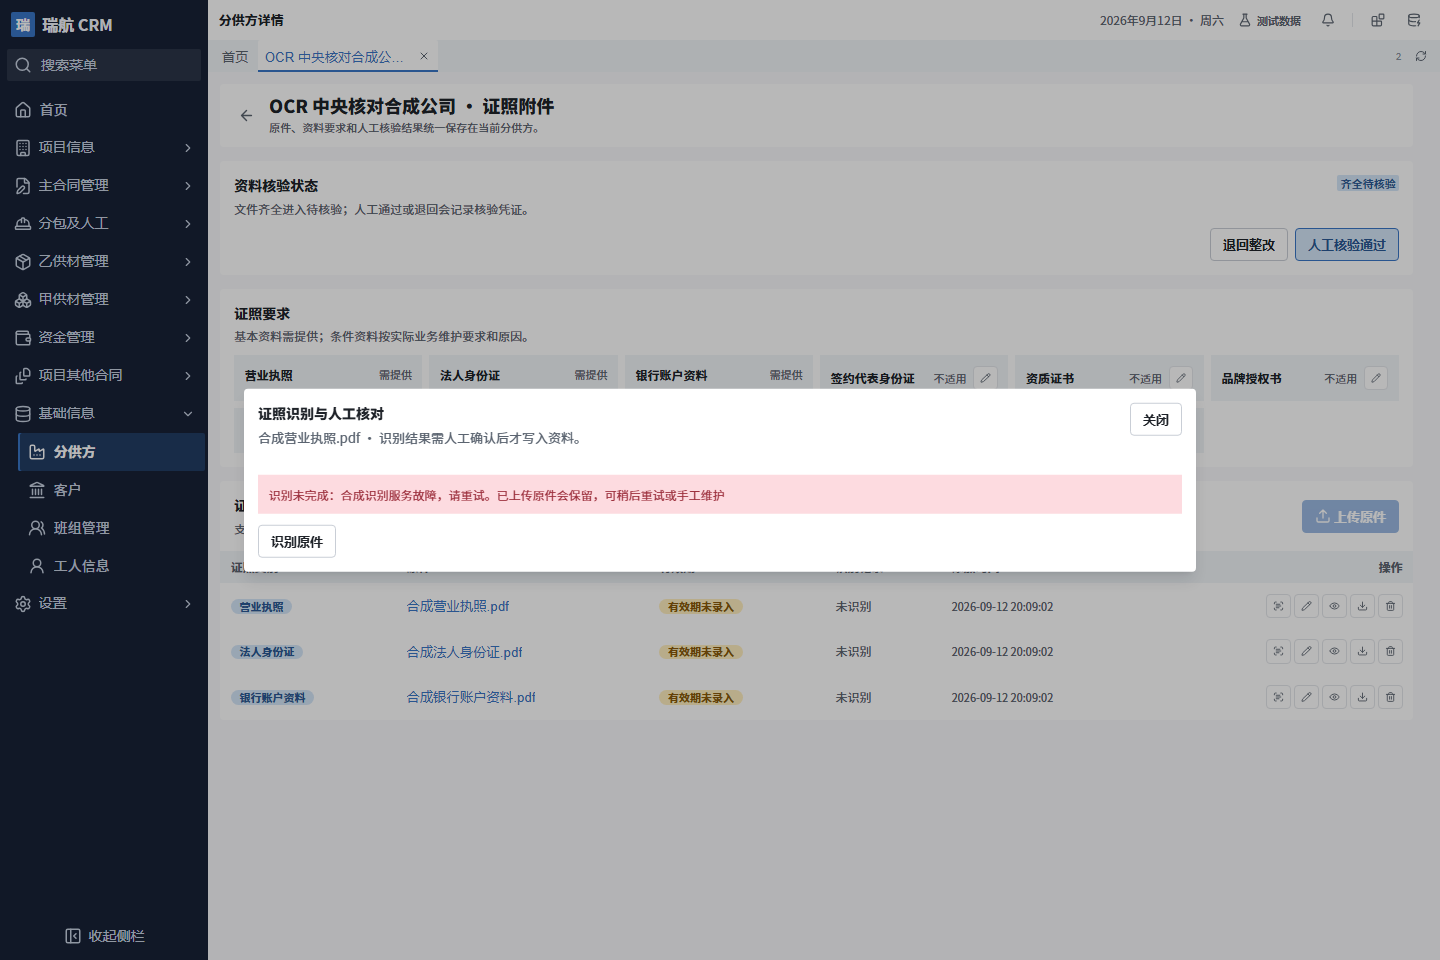 瑞 瑞航 CRM
搜索菜单
首页
项目信息
主合同管理
分包及人工
乙供材管理
甲供材管理
资金管理
项目其他合同
基础信息
分供方
客户
班组管理
工人信息
设置
收起侧栏
分供方详情
2026年9月12日 • 周六 测试数据
首页 OCR 中央核对合成公... × 2
OCR 中央核对合成公司 • 证照附件
原件、资料要求和人工核验结果统一保存在当前分供方。
资料核验状态 齐全待核验
文件齐全进入待核验；人工通过或退回会记录核验凭证。
退回整改 人工核验通过
证照要求
基本资料需提供；条件资料按实际业务维护要求和原因。
营业执照 需提供 法人身份证 需提供 银行账户资料 需提供 签约代表身份证 不适用 资质证书 不适用 品牌授权书 不适用
证照识别与人工核对 关闭
合成营业执照.pdf • 识别结果需人工确认后才写入资料。
识别未完成：合成识别服务故障，请重试。已上传原件会保留，可稍后重试或手工维护
识别原件
上传原件
操作
营业执照 合成营业执照.pdf 有效期未录入 未识别 2026-09-12 20:09:02
法人身份证 合成法人身份证.pdf 有效期未录入 未识别 2026-09-12 20:09:02
银行账户资料 合成银行账户资料.pdf 有效期未录入 未识别 2026-09-12 20:09:02